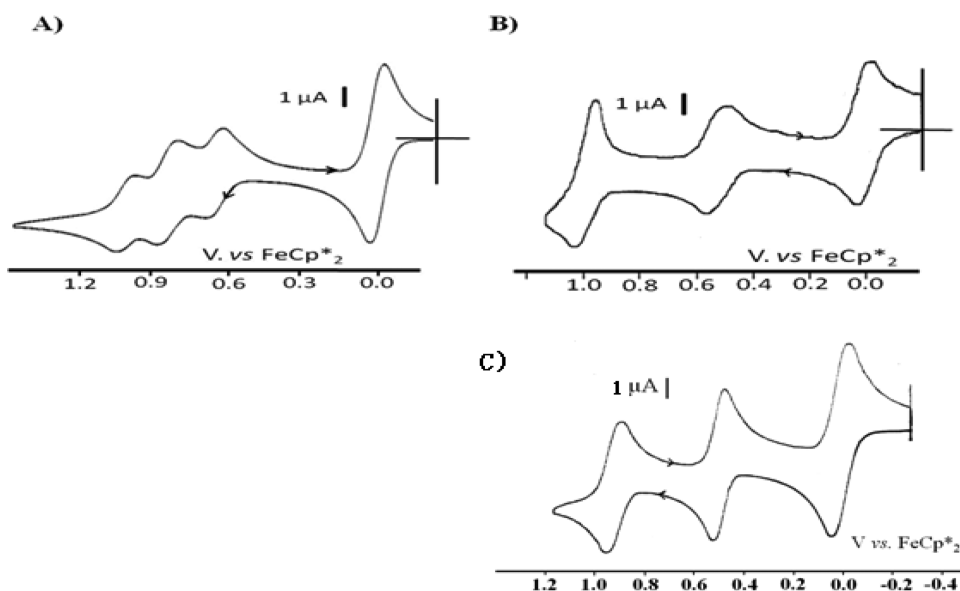 A)
1 μA
V. vs FeCp*2
1.2 0.9 0.6 0.3 0.0
B)
1 μA
V. vs FeCp*2
1.0 0.8 0.6 0.4 0.2 0.0
C)
1 μA
V vs. FeCp*2
1.2 1.0 0.8 0.6 0.4 0.2 0.0 -0.2 -0.4